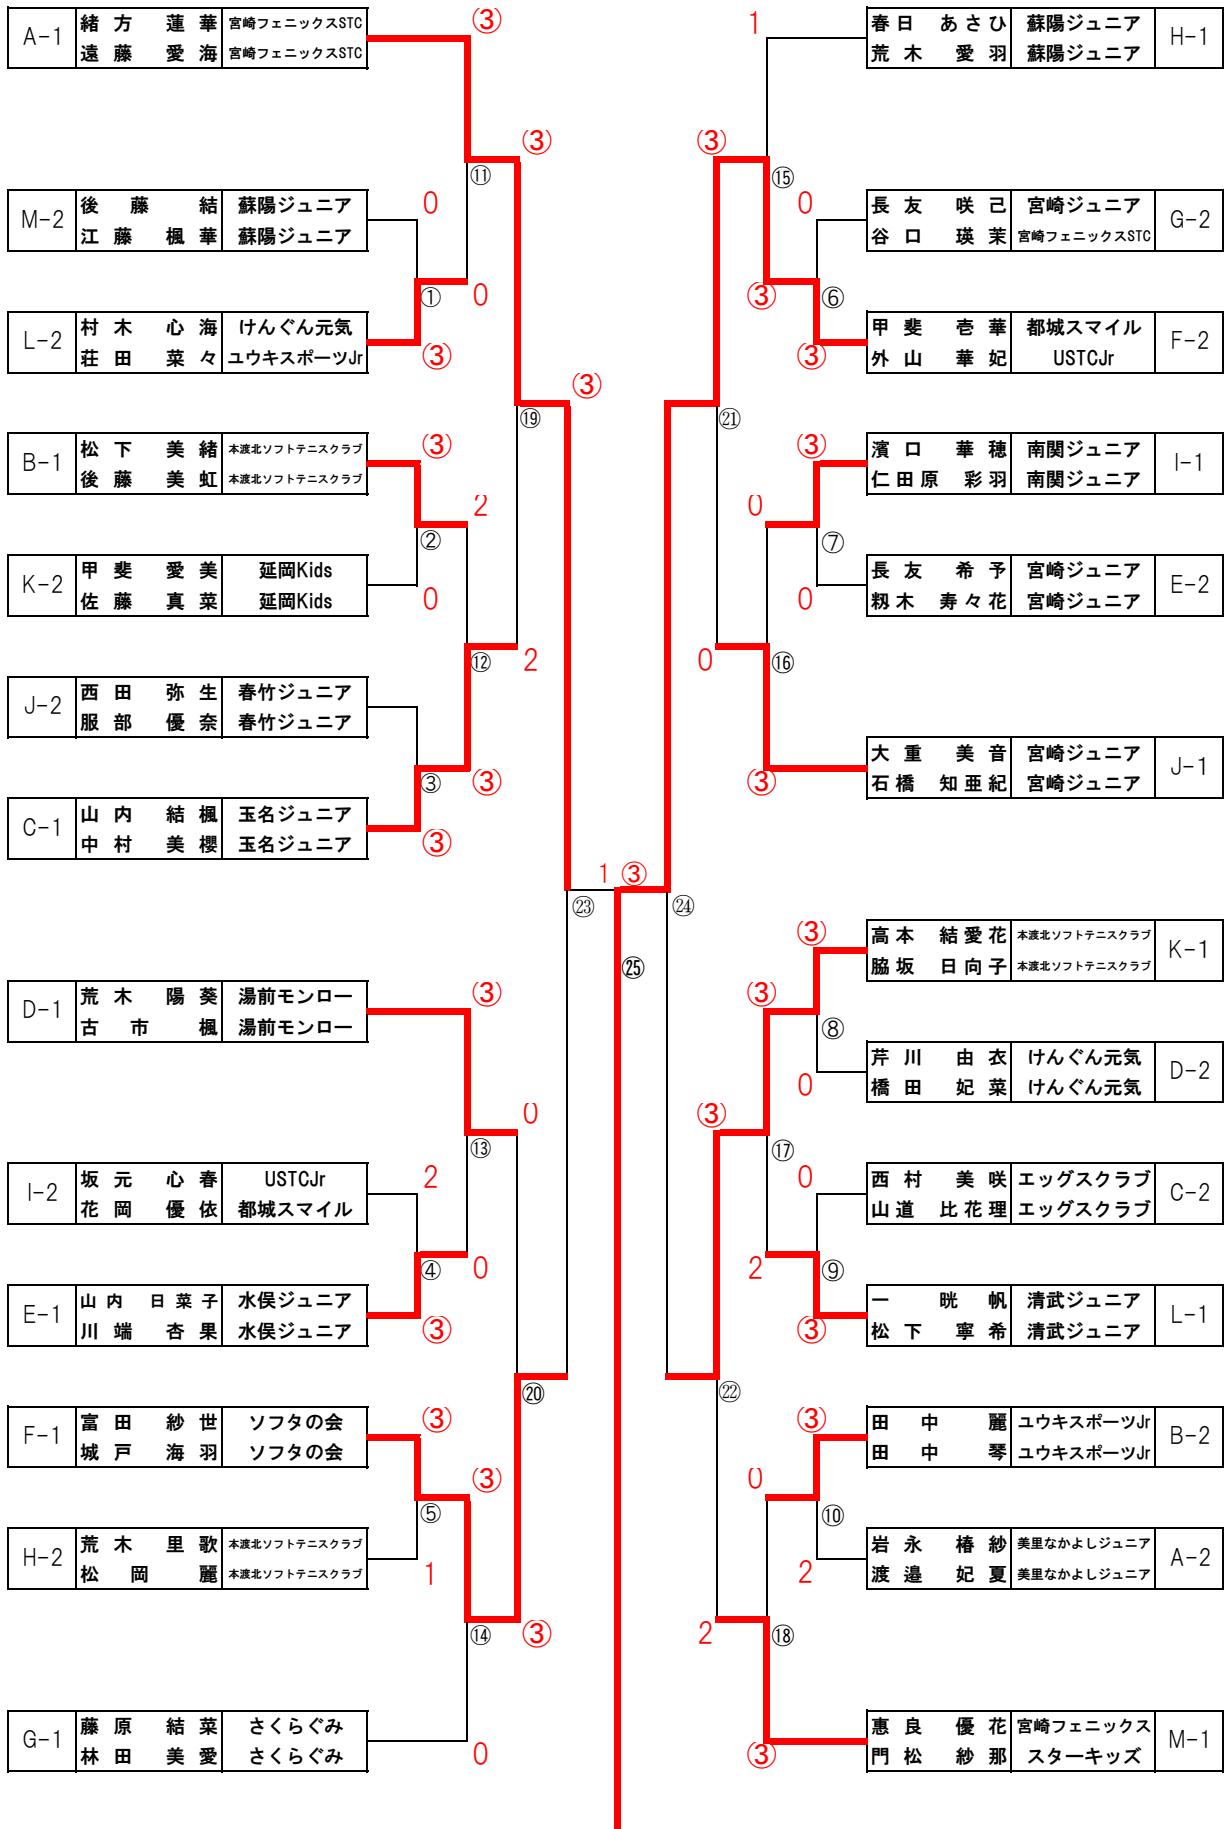 A-1 緒方 蓮華 宮崎フェニックスSTC
遠藤 愛海 宮崎フェニックスSTC
③
③
⑪
M-2 後藤 結 蘇陽ジュニア
江藤 楓華 蘇陽ジュニア
0
① 0
L-2 村木 心海 けんぐん元気
荘田 菜々 ユウキスポーツJr
③
③
⑲
B-1 松下 美緒 本渡北ソフトテニスクラブ
後藤 美虹 本渡北ソフトテニスクラブ
③
2
②
K-2 甲斐 愛美 延岡Kids
佐藤 真菜 延岡Kids
0
⑫ 2
J-2 西田 弥生 春竹ジュニア
服部 優奈 春竹ジュニア
③ ③
C-1 山内 結楓 玉名ジュニア
中村 美櫻 玉名ジュニア
③
1 ③
㉓ ㉔
㉕
D-1 荒木 陽葵 湯前モンロー
古市 楓 湯前モンロー
③
0
⑬
I-2 坂元 心春 USTCJr
花岡 優依 都城スマイル
2
④ 0
E-1 山内 日菜子 水俣ジュニア
川端 杏果 水俣ジュニア
③
⑳
F-1 富田 紗世 ソフタの会
城戸 海羽 ソフタの会
③
③
⑤
H-2 荒木 里歌 本渡北ソフトテニスクラブ
松岡 麗 本渡北ソフトテニスクラブ
1
⑭ ③
G-1 藤原 結菜 さくらぐみ
林田 美愛 さくらぐみ
0
1
春日 あさひ 蘇陽ジュニア H-1
荒木 愛羽 蘇陽ジュニア
③
⑮
0
長友 咲己 宮崎ジュニア G-2
谷口 瑛茉 宮崎フェニックスSTC
③ ⑥
甲斐 壱華 都城スマイル F-2
外山 華妃 USTCJr
③
㉑
③
濱口 華穂 南関ジュニア I-1
仁田原 彩羽 南関ジュニア
0
⑦
長友 希予 宮崎ジュニア E-2
籾木 寿々花 宮崎ジュニア
0
0 ⑯
大重 美音 宮崎ジュニア J-1
石橋 知亜紀 宮崎ジュニア
③
③
高本 結愛花 本渡北ソフトテニスクラブ K-1
脇坂 日向子 本渡北ソフトテニスクラブ
③
⑧
芹川 由衣 けんぐん元気 D-2
橋田 妃菜 けんぐん元気
0
③
⑰
0
西村 美咲 エッグスクラブ C-2
山道 比花理 エッグスクラブ
2 ⑨
一 晄帆 清武ジュニア L-1
松下 寧希 清武ジュニア
③
㉒
③
田中 麗 ユウキスポーツJr B-2
田中 琴 ユウキスポーツJr
0
⑩
岩永 椿紗 美里なかよしジュニア A-2
渡邉 妃夏 美里なかよしジュニア
2
2 ⑱
惠良 優花 宮崎フェニックス M-1
門松 紗那 スターキッズ
③